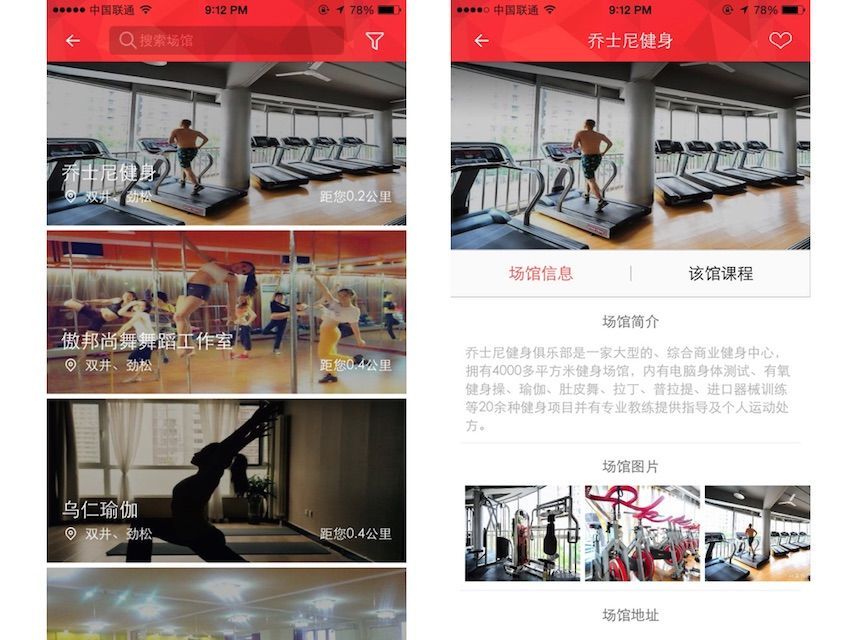 中国联通
9:12 PM
78%
搜索场馆
乔士尼健身
双井、劲松
距您0.2公里
傲邦尚舞舞蹈工作室
双井、劲松
距您0.4公里
乌仁瑜伽
双井、劲松
距您0.4公里
中国联通
9:12 PM
78%
乔士尼健身
场馆信息
该馆课程
场馆简介
乔士尼健身俱乐部是一家大型的、综合商业健身中心，
拥有4000多平方米健身场馆，内有电脑身体测试、有氧
健身操、瑜伽、肚皮舞、拉丁、普拉提、进口器械训练
等20余种健身项目并有专业教练提供指导及个人运动处
方。
场馆图片
场馆地址